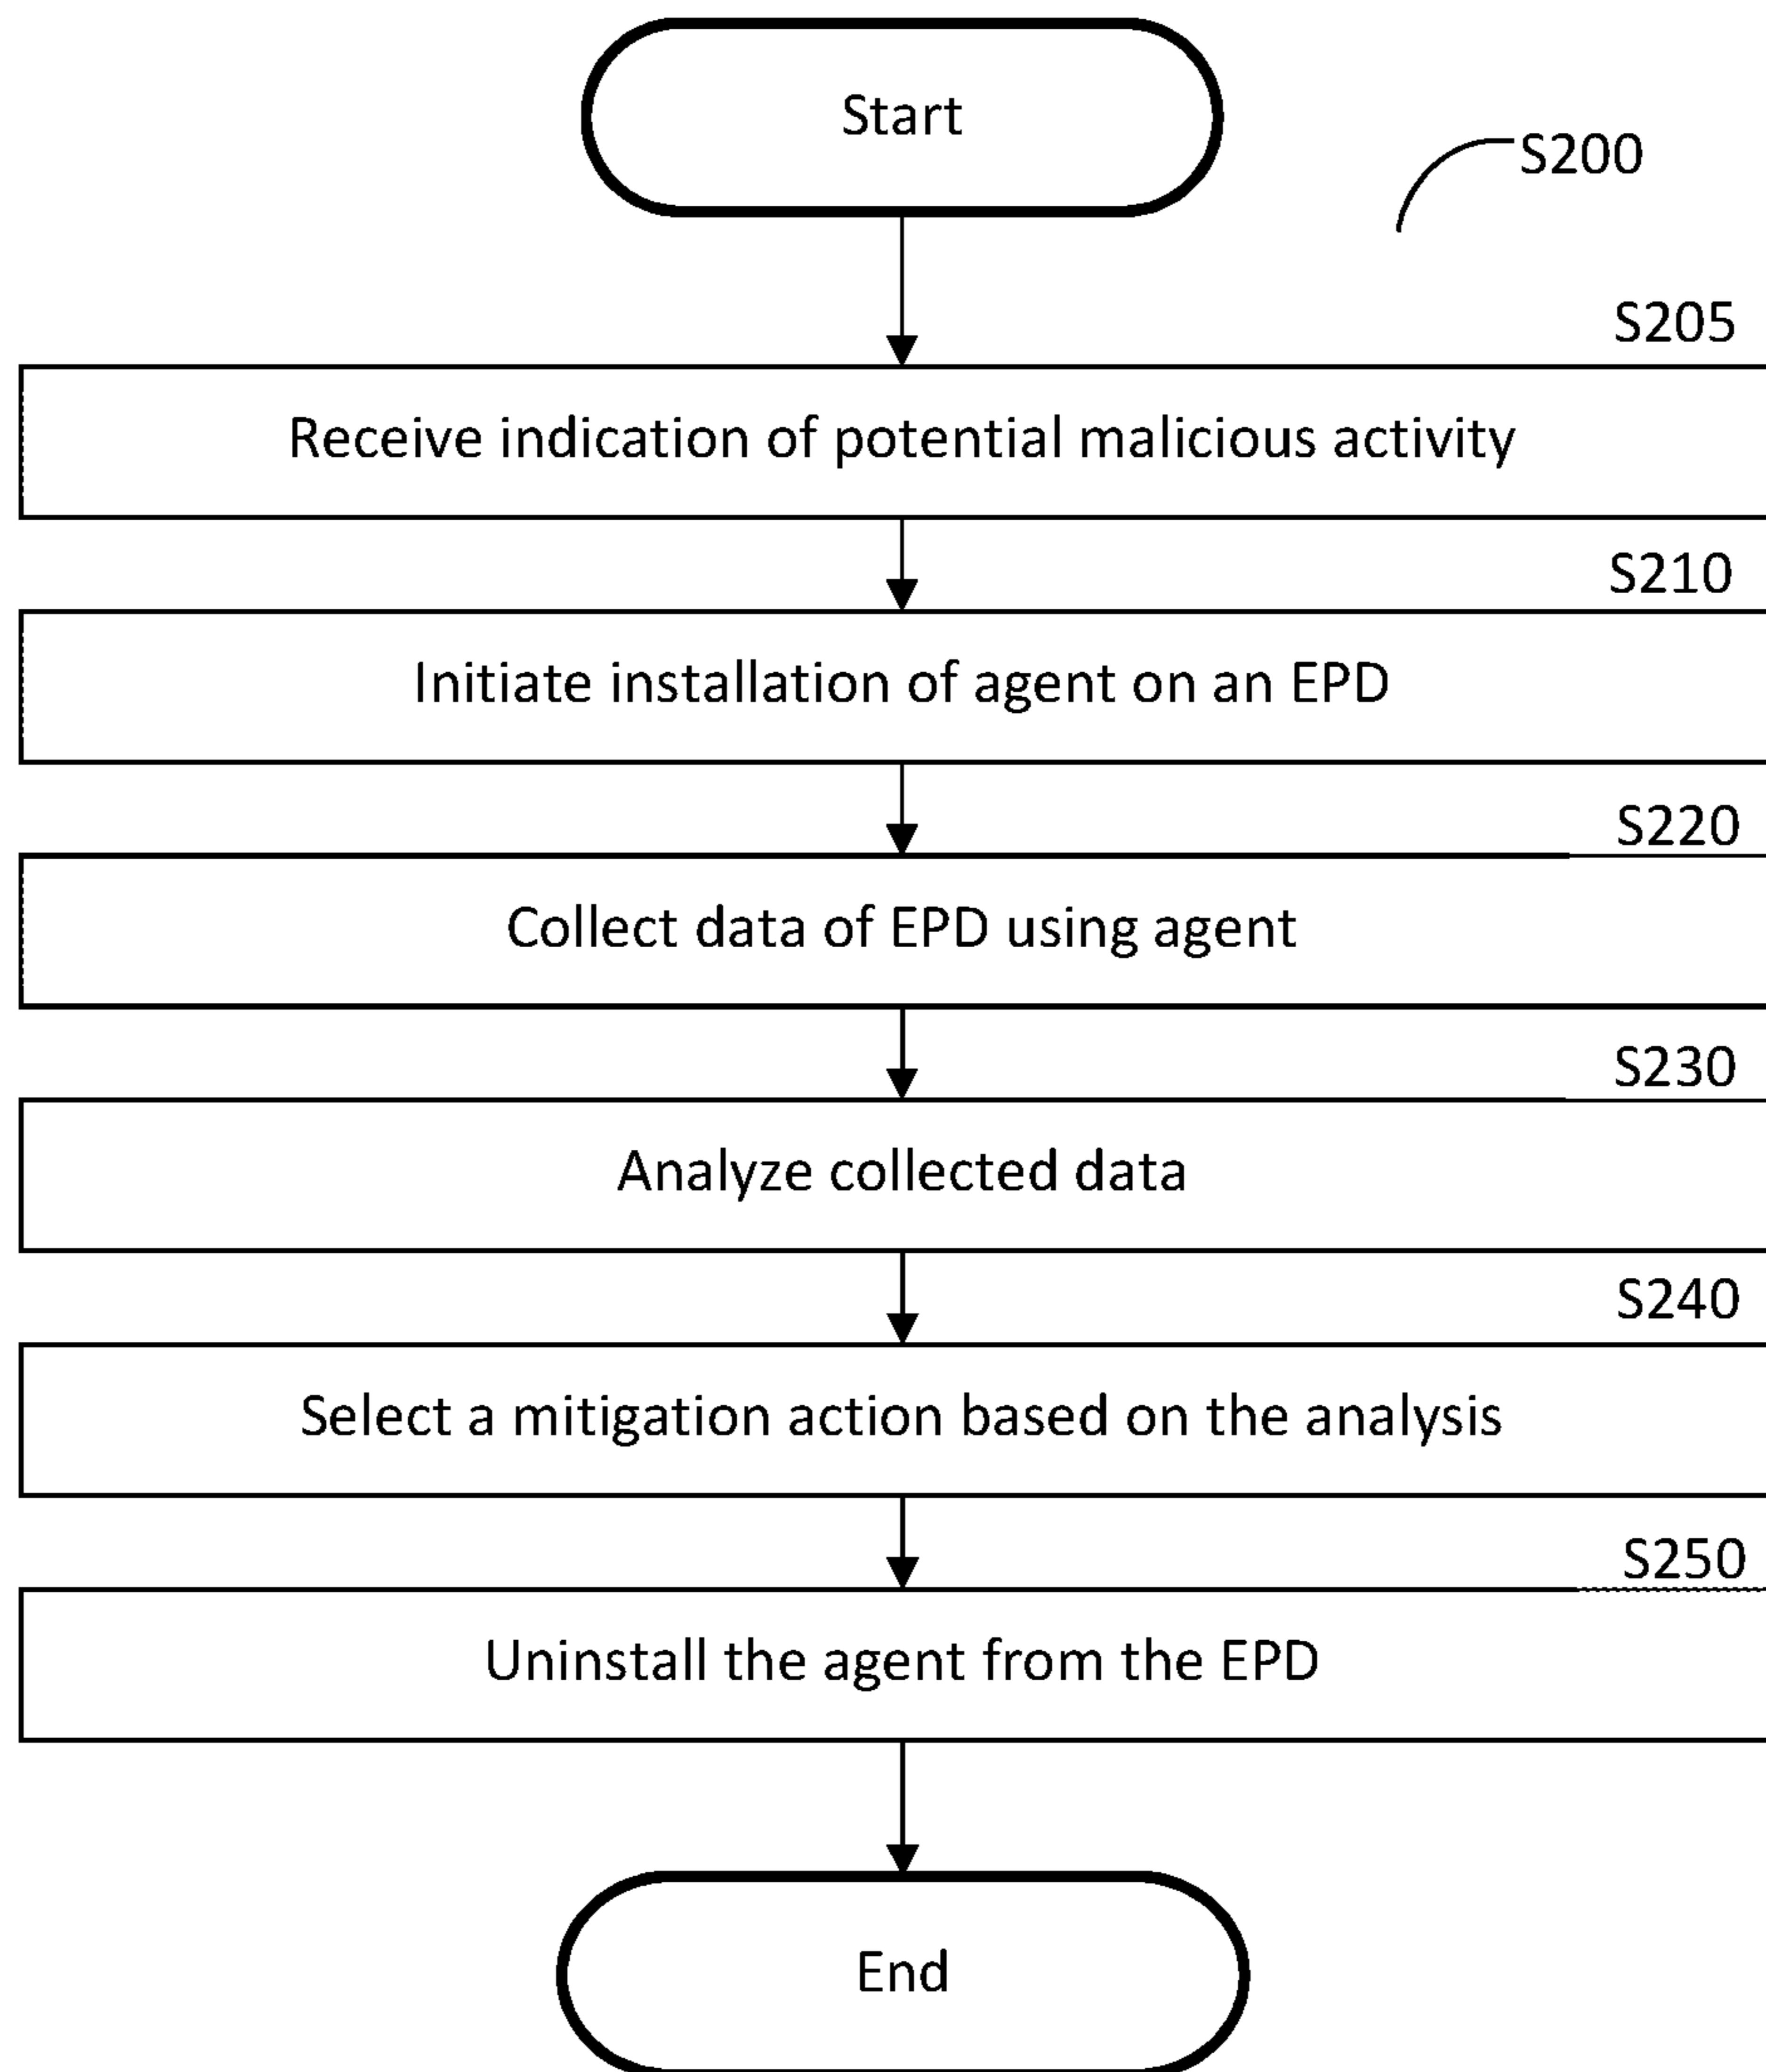 Start
S200
S205
Receive indication of potential malicious activity
S210
Initiate installation of agent on an EPD
S220
Collect data of EPD using agent
S230
Analyze collected data
S240
Select a mitigation action based on the analysis
S250
Uninstall the agent from the EPD
End